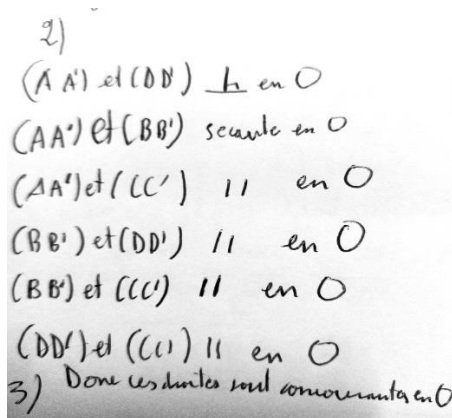 2)
(AA') et (DD') ⊥ en O
(AA') et (BB') secante en O
(AA') et (CC') // en O
(BB') et (DD') // en O
(BB') et (CC') // en O
(DD') et (CC') // en O
3) Donc ces droites sont concourantes en O